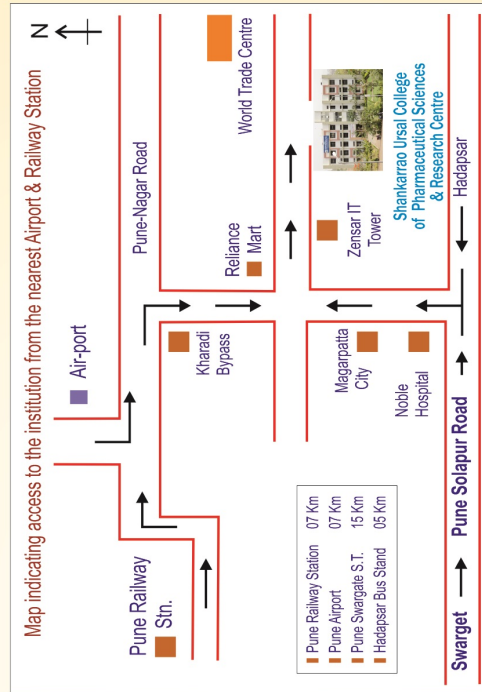 Map indicating access to the institution from the nearest Airport & Railway Station
N
Air-port
Pune Railway
Stn.
Pune-Nagar Road
Kharadi
Bypass
Reliance
Mart
World Trade Centre
Magarpatta
City
Noble
Hospital
Zensar IT
Tower
Shankarrao Ursal College
of Pharmaceutical Sciences
& Research Centre
Hadapsar
Pune Railway Station 07 Km
Pune Airport 07 Km
Pune Swargate S.T. 15 Km
Hadapsar Bus Stand 05 Km
Swarget
Pune Solapur Road